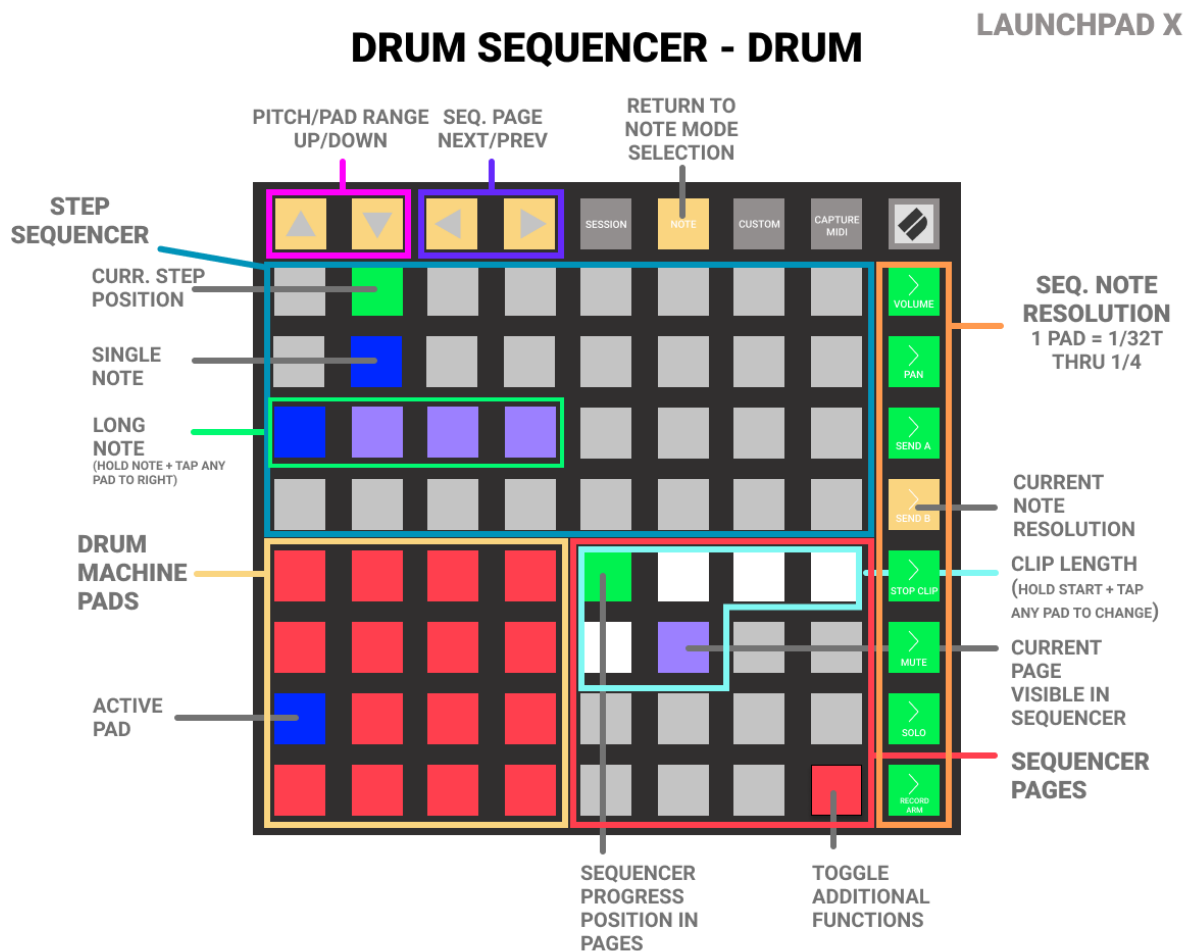 LAUNCHPAD X
DRUM SEQUENCER - DRUM
PITCH/PAD RANGE
UP/DOWN
SEQ. PAGE
NEXT/PREV
RETURN TO
NOTE MODE
SELECTION
STEP
SEQUENCER
SESSION
NOTE
CUSTOM
CAPTURE
MIDI
CURR. STEP
POSITION
VOLUME
SEQ. NOTE
RESOLUTION
1 PAD = 1/32T
THRU 1/4
SINGLE
NOTE
PAN
LONG
NOTE
(HOLD NOTE + TAP ANY
PAD TO RIGHT)
SEND A
SEND B
CURRENT
NOTE
RESOLUTION
DRUM
MACHINE
PADS
STOP CLIP
CLIP LENGTH
(HOLD START + TAP
ANY PAD TO CHANGE)
MUTE
CURRENT
PAGE
VISIBLE IN
SEQUENCER
ACTIVE
PAD
SOLO
SEQUENCER
PAGES
RECORD
ARM
SEQUENCER
PROGRESS
POSITION IN
PAGES
TOGGLE
ADDITIONAL
FUNCTIONS